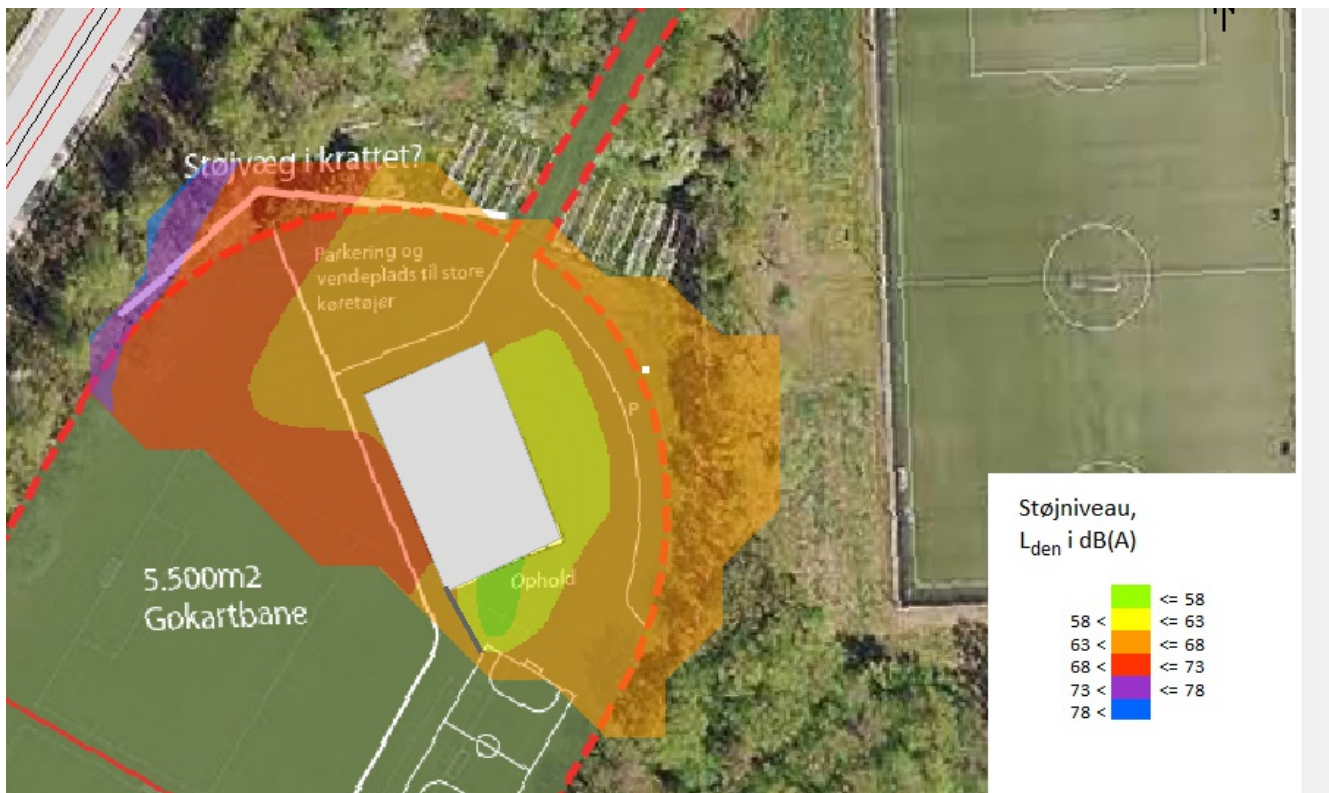 Støjvæg i krattet?
Parkering og
vendeplads til store
køretøjer
P
Ophold
5.500m2
Gokartbane
Støjniveau,
Lden i dB(A)
<= 58
58 < <= 63
63 < <= 68
68 < <= 73
73 < <= 78
78 <